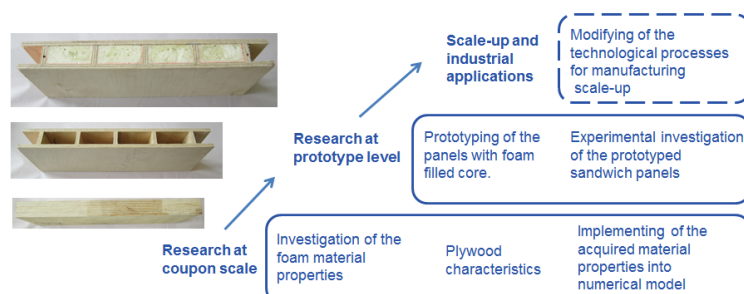 Scale-up and
industrial
applications
Modifying of the
technological processes
for manufacturing
scale-up
Research at
prototype level
Prototyping of the
panels with foam
filled core.
Experimental investigation
of the prototyped
sandwich panels
Research at
coupon scale
Investigation of the
foam material
properties
Plywood
characteristics
Implementing of the
acquired material
properties into
numerical model